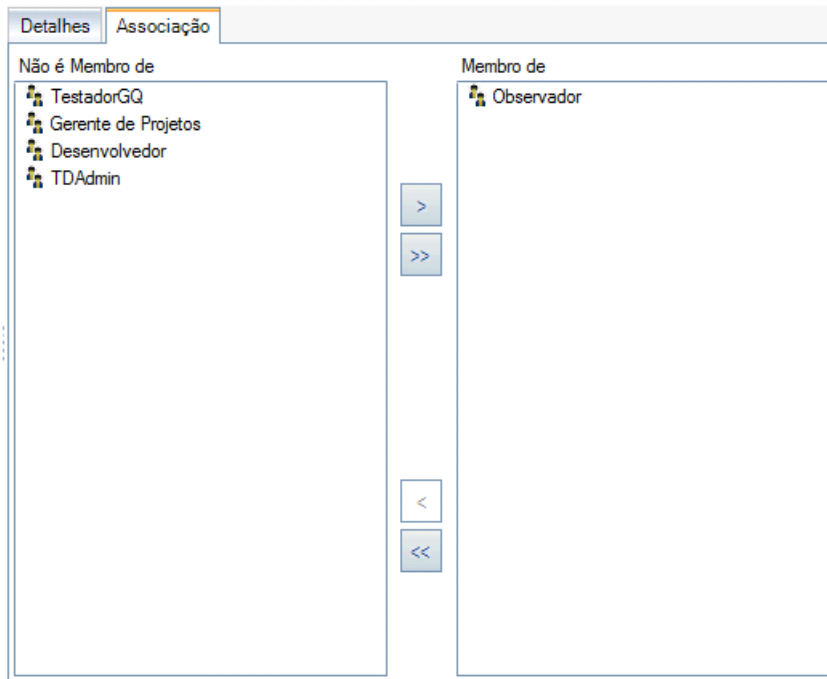 Detalhes
Associação
Não é Membro de
TestadorGQ
Gerente de Projetos
Desenvolvedor
TDAdmin
>
>>
<
<<
Membro de
Observador